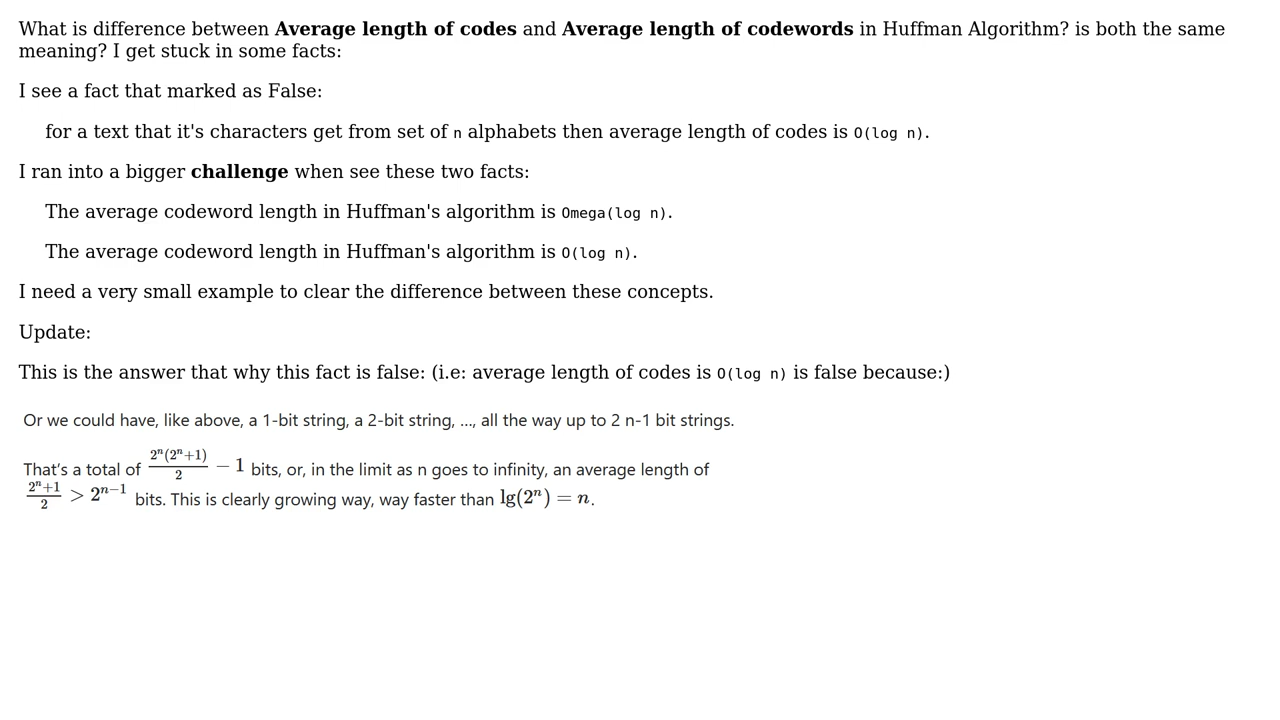 What is difference between Average length of codes and Average length of codewords in Huffman Algorithm? is both the same
meaning? I get stuck in some facts:
I see a fact that marked as False:
for a text that it's characters get from set of n alphabets then average length of codes is O(log n).
I ran into a bigger challenge when see these two facts:
The average codeword length in Huffman's algorithm is Omega(log n).
The average codeword length in Huffman's algorithm is O(log n).
I need a very small example to clear the difference between these concepts.
Update:
This is the answer that why this fact is false: (i.e: average length of codes is O(log n) is false because:)
Or we could have, like above, a 1-bit string, a 2-bit string, ..., all the way up to 2 n-1 bit strings.
That's a total of \frac{2^n(2^n+1)}{2} − 1 bits, or, in the limit as n goes to infinity, an average length of
\frac{2^n+1}{2} > 2^{n−1} bits. This is clearly growing way, way faster than lg(2^n) = n.